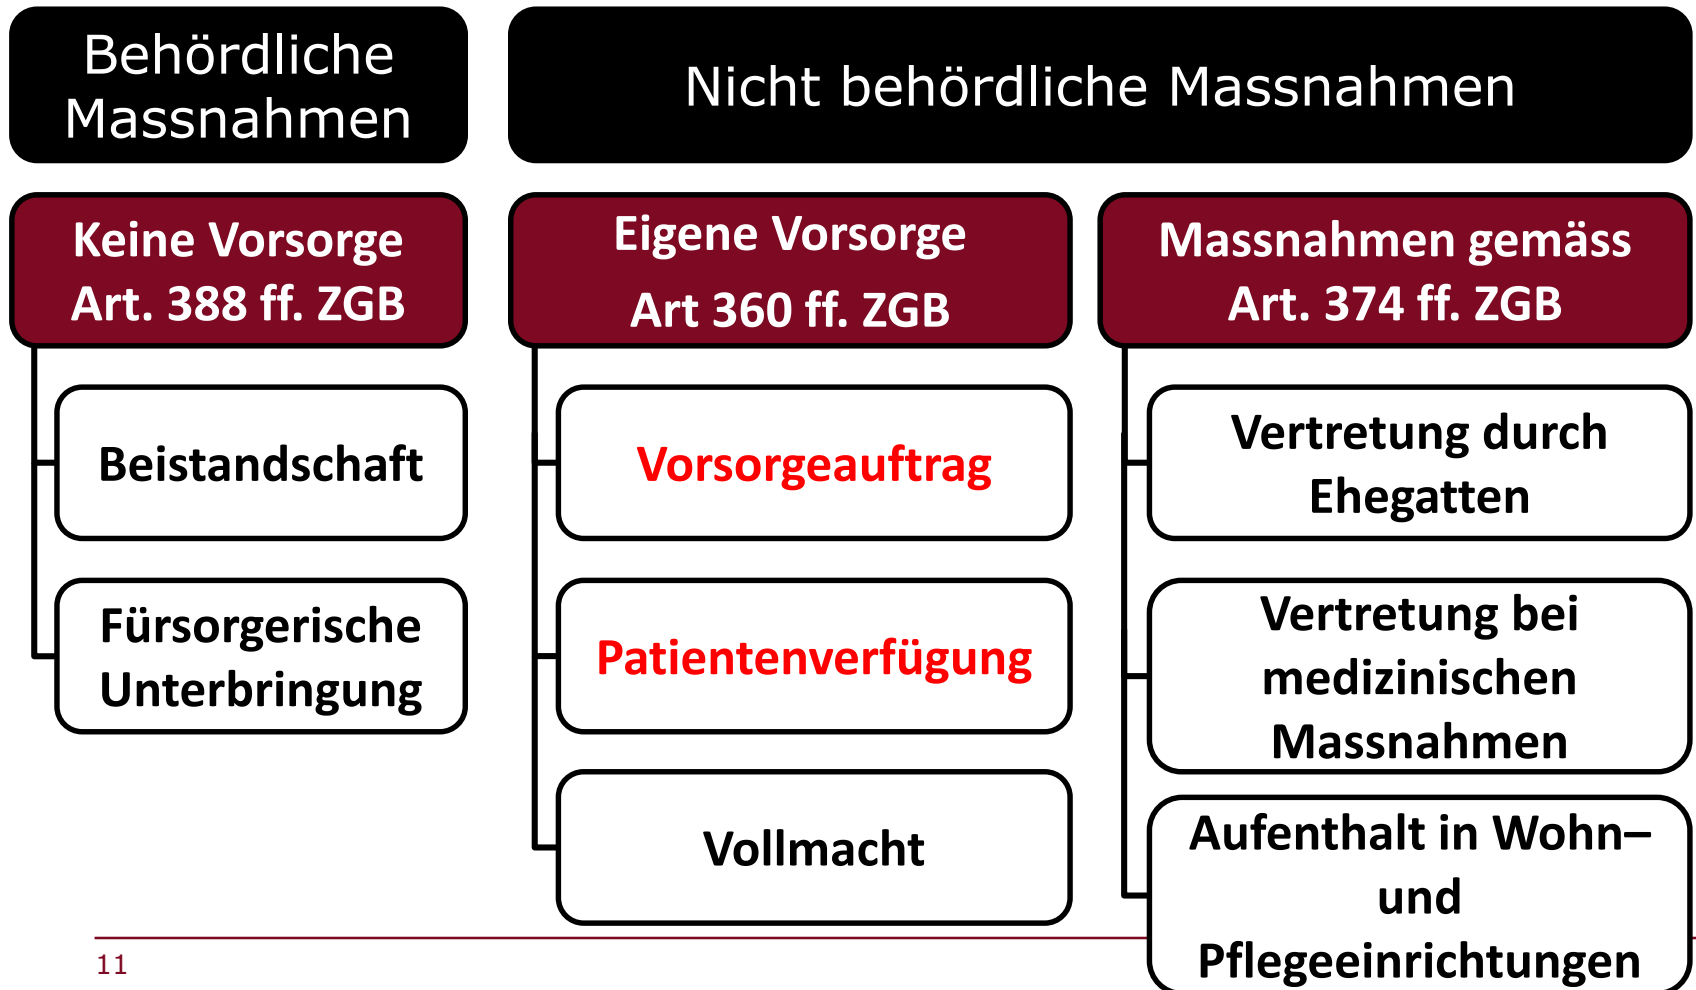 Behördliche
Massnahmen
Nicht behördliche Massnahmen
Keine Vorsorge
Art. 388 ff. ZGB
Beistandschaft
Fürsorgerische
Unterbringung
Eigene Vorsorge
Art 360 ff. ZGB
Vorsorgeauftrag
Patientenverfügung
Vollmacht
Massnahmen gemäss
Art. 374 ff. ZGB
Vertretung durch
Ehegatten
Vertretung bei
medizinischen
Massnahmen
Aufenthalt in Wohn–
und
Pflegeeinrichtungen
11